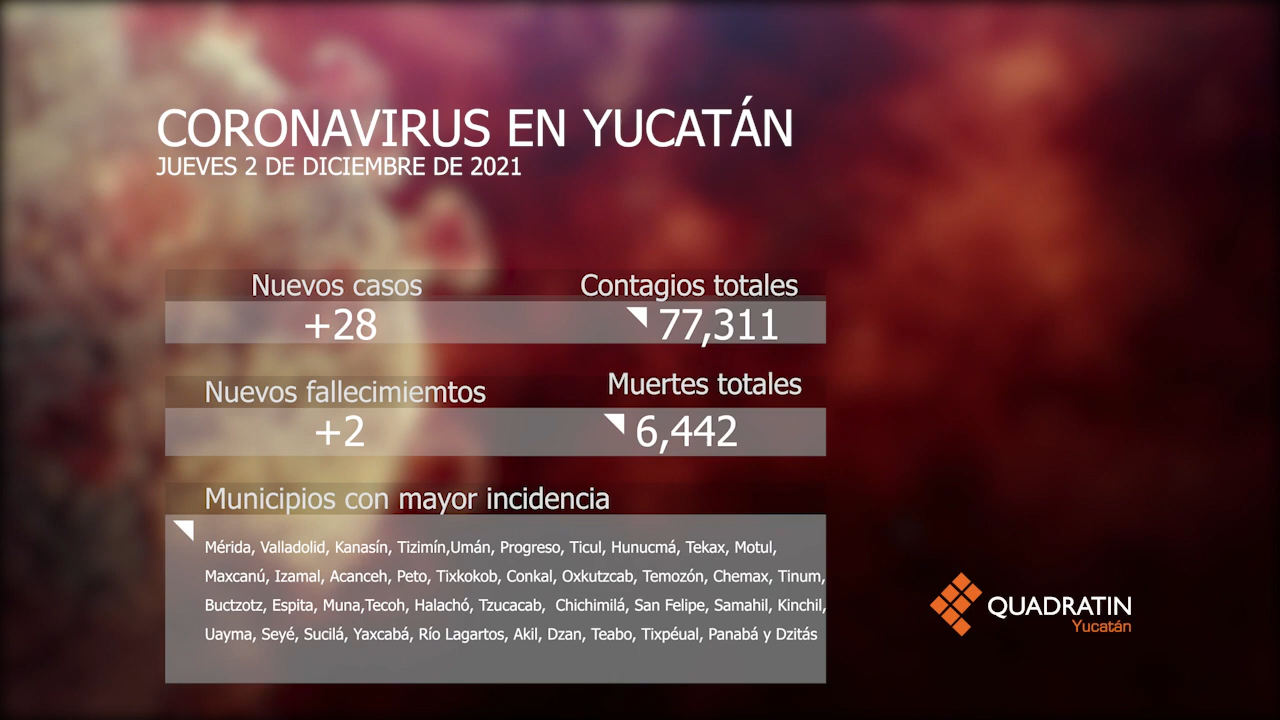 CORONAVIRUS EN YUCATÁN
JUEVES 2 DE DICIEMBRE DE 2021
Nuevos casos
Contagios totales
+28
77,311
Nuevos fallecimiemtos
Muertes totales
+2
6,442
Municipios con mayor incidencia
Mérida, Valladolid, Kanasín, Tizimín,Umán, Progreso, Ticul, Hunucmá, Tekax, Motul,
Maxcanú, Izamal, Acanceh, Peto, Tixkokob, Conkal, Oxkutzcab, Temozón, Chemax, Tinum,
Buctzotz, Espita, Muna,Tecoh, Halachó, Tzucacab,  Chichimilá, San Felipe, Samahil, Kinchil,
Uayma, Seyé, Sucilá, Yaxcabá, Río Lagartos, Akil, Dzan, Teabo, Tixpéual, Panabá y Dzitás
QUADRATIN
Yucatán